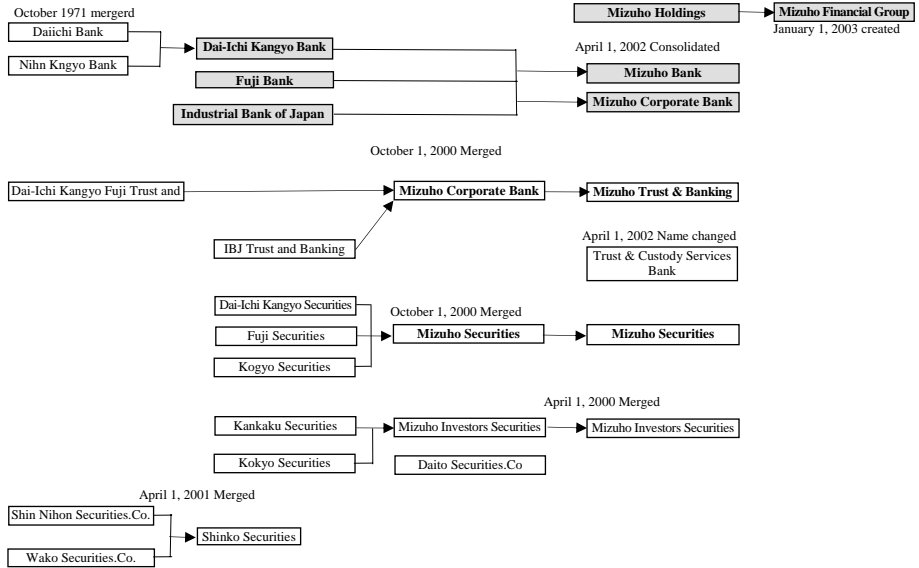 October 1971 mergerd
Mizuho Holdings
Mizuho Financial Group
January 1, 2003 created
Daiichi Bank
Nihn Kngyo Bank
Dai-Ichi Kangyo Bank
Fuji Bank
Industrial Bank of Japan
April 1, 2002 Consolidated
Mizuho Bank
Mizuho Corporate Bank
October 1, 2000 Merged
Dai-Ichi Kangyo Fuji Trust and
Mizuho Corporate Bank
Mizuho Trust & Banking
IBJ Trust and Banking
April 1, 2002 Name changed
Trust & Custody Services
Bank
Dai-Ichi Kangyo Securities
October 1, 2000 Merged
Fuji Securities
Mizuho Securities
Mizuho Securities
Kogyo Securities
April 1, 2000 Merged
Kankaku Securities
Mizuho Investors Securities
Mizuho Investors Securities
Kokyo Securities
Daito Securities.Co
April 1, 2001 Merged
Shin Nihon Securities.Co.
Shinko Securities
Wako Securities.Co.